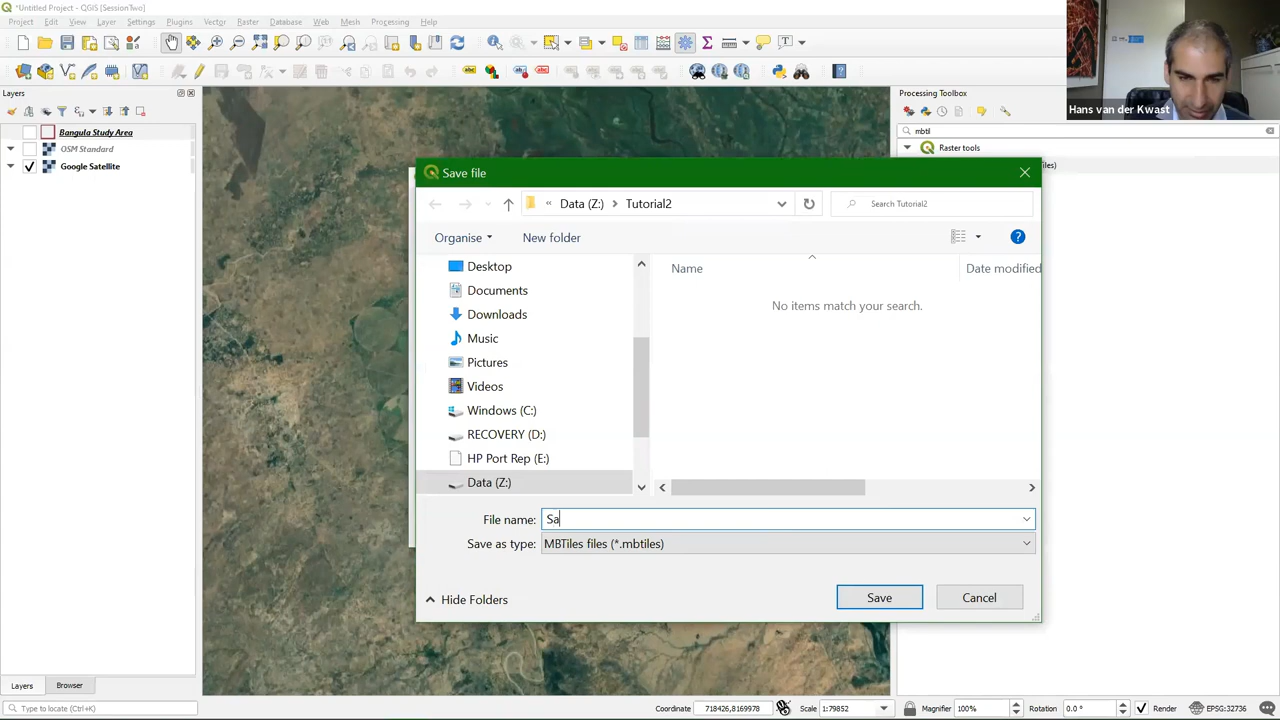 *Untitled Project - QGIS [SessionTwo]
Project Edit View Layer Settings Plugins Vector Raster Database Web Mesh Processing Help
Hans van der Kwast
Layers
Processing Toolbox
mbtil
Bangula Study Area
Raster tools
OSM Standard
Google Satellite
iles)
Save file
« Data (Z:) > Tutorial2
Search Tutorial2
Organise
New folder
Desktop
Name
Date modified
Documents
No items match your search.
Downloads
Music
Pictures
Videos
Windows (C:)
RECOVERY (D:)
HP Port Rep (E:)
Data (Z:)
File name: Sa
Save as type: MBTiles files (*.mbtiles)
Hide Folders
Save
Cancel
Layers Browser
Type to locate (Ctrl+K)
Coordinate 718426,8169978 Scale 1:79852 Magnifier 100% Rotation 0.0 ° Render EPSG:32736